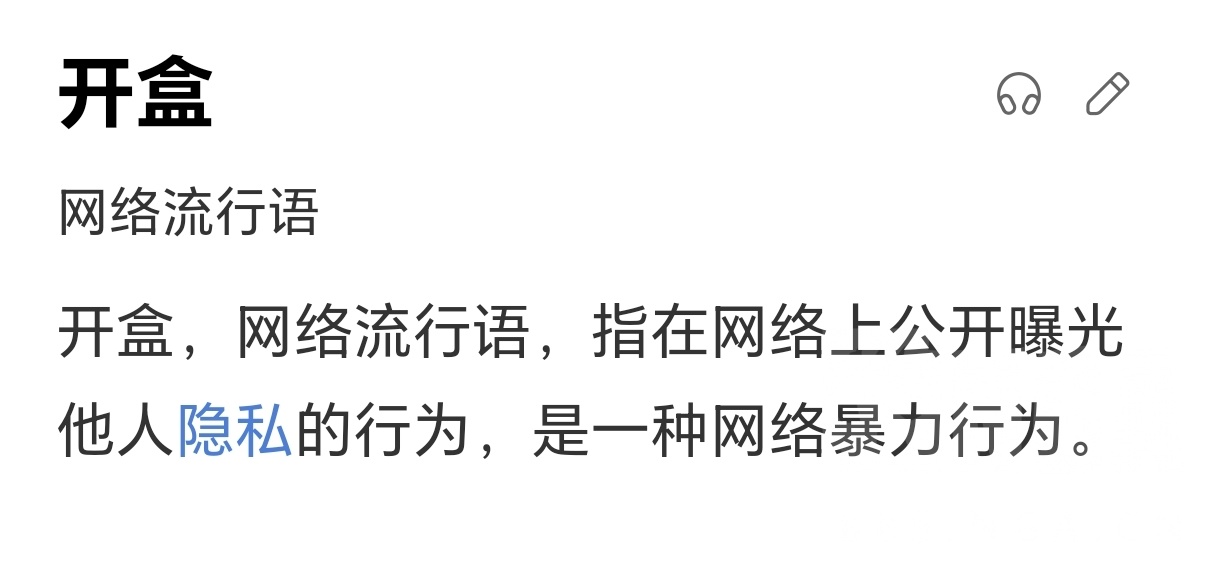 开盒
网络流行语
开盒，网络流行语，指在网络上公开曝光
他人隐私的行为，是一种网络暴力行为。